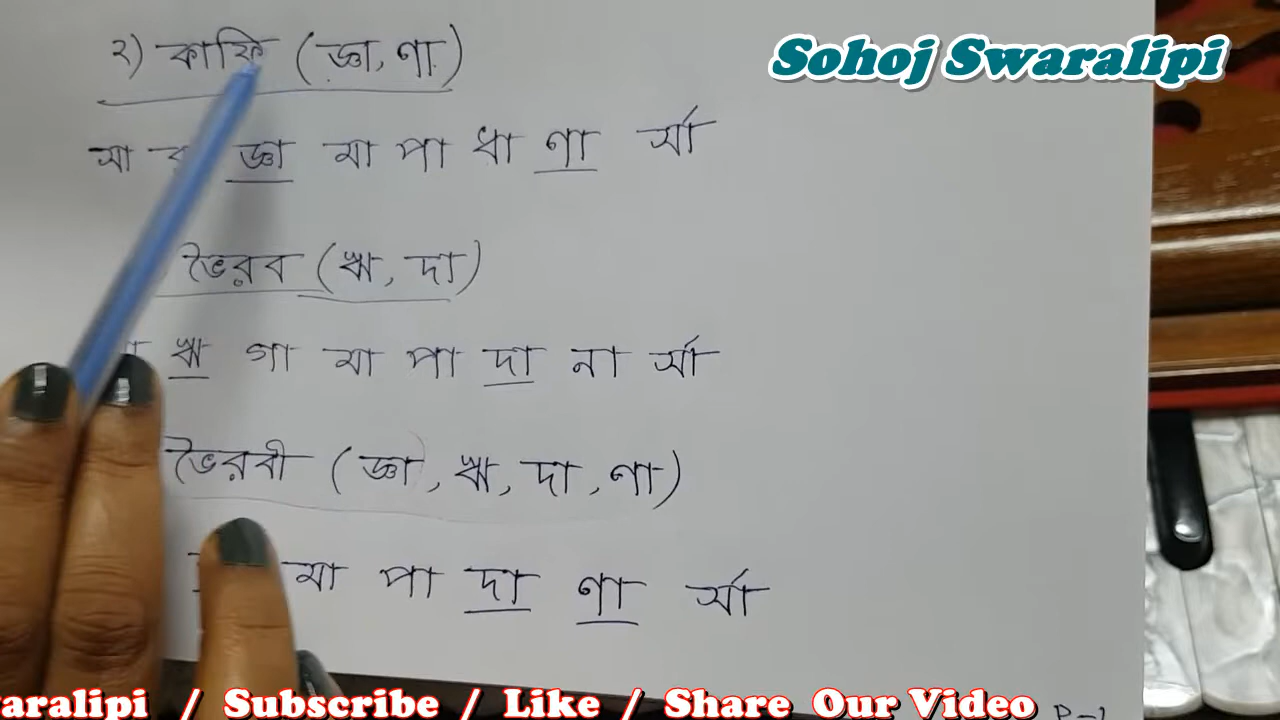 ২) কাফি (জ্ঞা, ণা)
Sohoj Swaralipi
সা জ্ঞা মা পা ধা ণা র্সা
ভৈরব (ঋ, দা)
ঋ গা মা পা দা না র্সা
ভৈরবী (জ্ঞা, ঋ, দা, ণা)
মা পা দা ণা র্সা
aralipi / Subscribe / Like / Share Our Video